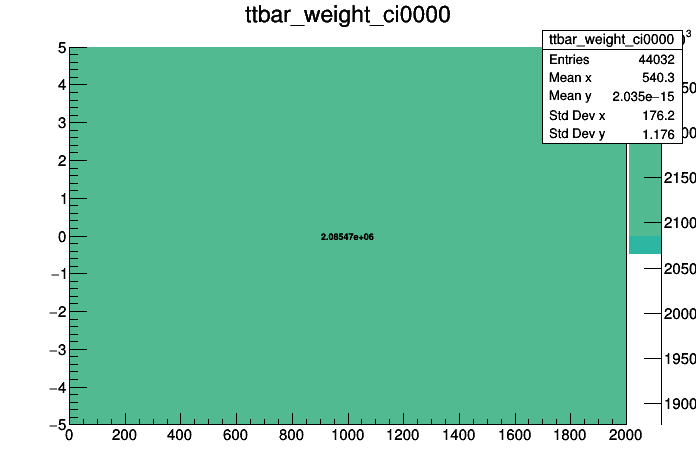 ttbar_weight_ci0000
ttbar_weight_ci0000
Entries 44032
Mean x 540.3
Mean y 2.035e−15
Std Dev x 176.2
Std Dev y 1.176
5
4
3
2
1
0
−1
−2
−3
−4
−5
2.08547e+06
0 200 400 600 800 1000 1200 1400 1600 1800 2000
2150
2100
2050
2000
1950
1900